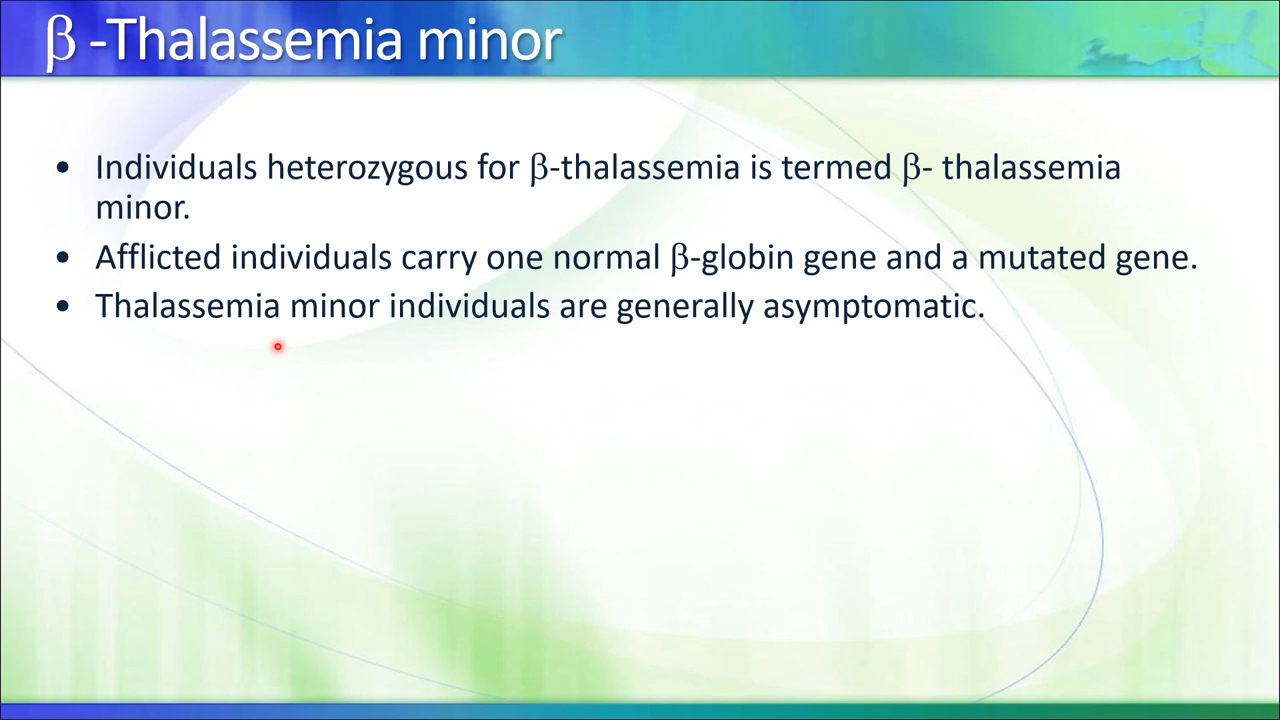 β -Thalassemia minor
• Individuals heterozygous for β-thalassemia is termed β- thalassemia
minor.
• Afflicted individuals carry one normal β-globin gene and a mutated gene.
• Thalassemia minor individuals are generally asymptomatic.